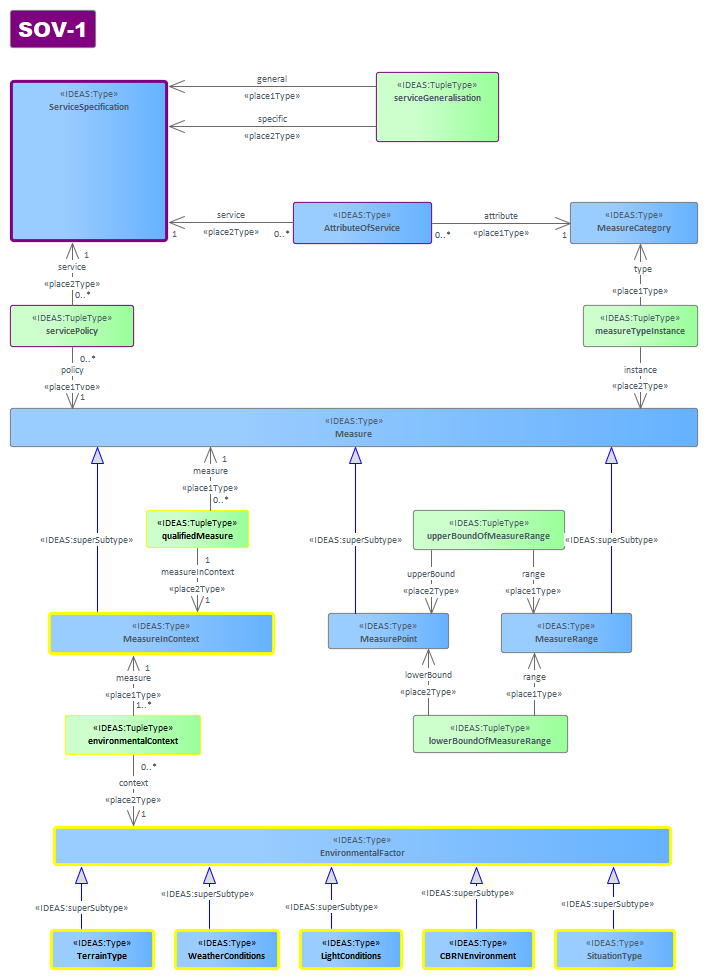 SOV-1
«IDEAS:Type»
ServiceSpecification
general
«place1Type»
specific
«place2Type»
«IDEAS:TupleType»
serviceGeneralisation
service
«place2Type»
1
0..*
«IDEAS:Type»
AttributeOfService
attribute
«place1Type»
0..*
1
«IDEAS:Type»
MeasureCategory
1
service
«place2Type»
0..*
type
«place1Type»
«IDEAS:TupleType»
servicePolicy
«IDEAS:TupleType»
measureTypeInstance
0..*
policy
«place1Type»
1
instance
«place2Type»
«IDEAS:Type»
Measure
1
measure
«place1Type»
0..*
«IDEAS:superSubtype»
«IDEAS:TupleType»
qualifiedMeasure
«IDEAS:superSubtype»
«IDEAS:TupleType»
upperBoundOfMeasureRange
«IDEAS:superSubtype»
1
measureInContext
«place2Type»
1
upperBound
«place2Type»
range
«place1Type»
«IDEAS:Type»
MeasureInContext
«IDEAS:Type»
MeasurePoint
«IDEAS:Type»
MeasureRange
1
measure
«place1Type»
1..*
lowerBound
«place2Type»
range
«place1Type»
«IDEAS:TupleType»
environmentalContext
«IDEAS:TupleType»
lowerBoundOfMeasureRange
0..*
context
«place2Type»
1
«IDEAS:Type»
EnvironmentalFactor
«IDEAS:superSubtype»
«IDEAS:superSubtype»
«IDEAS:superSubtype»
«IDEAS:superSubtype»
«IDEAS:superSubtype»
«IDEAS:Type»
TerrainType
«IDEAS:Type»
WeatherConditions
«IDEAS:Type»
LightConditions
«IDEAS:Type»
CBRNEnvironment
«IDEAS:Type»
SituationType